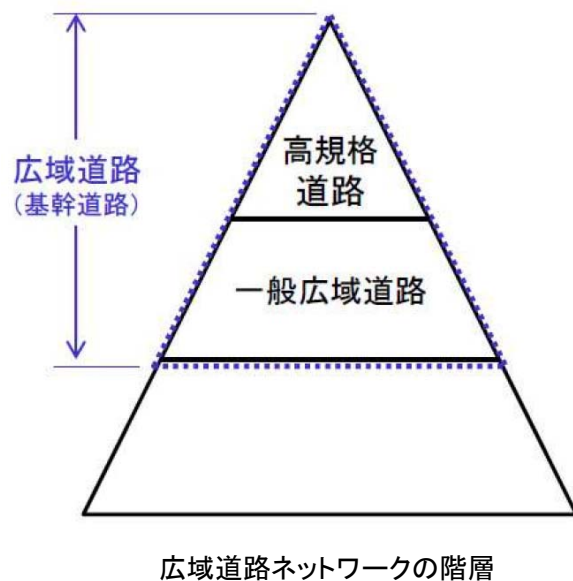 高規格
道路
広域道路
(基幹道路)
一般広域道路
広域道路ネットワークの階層